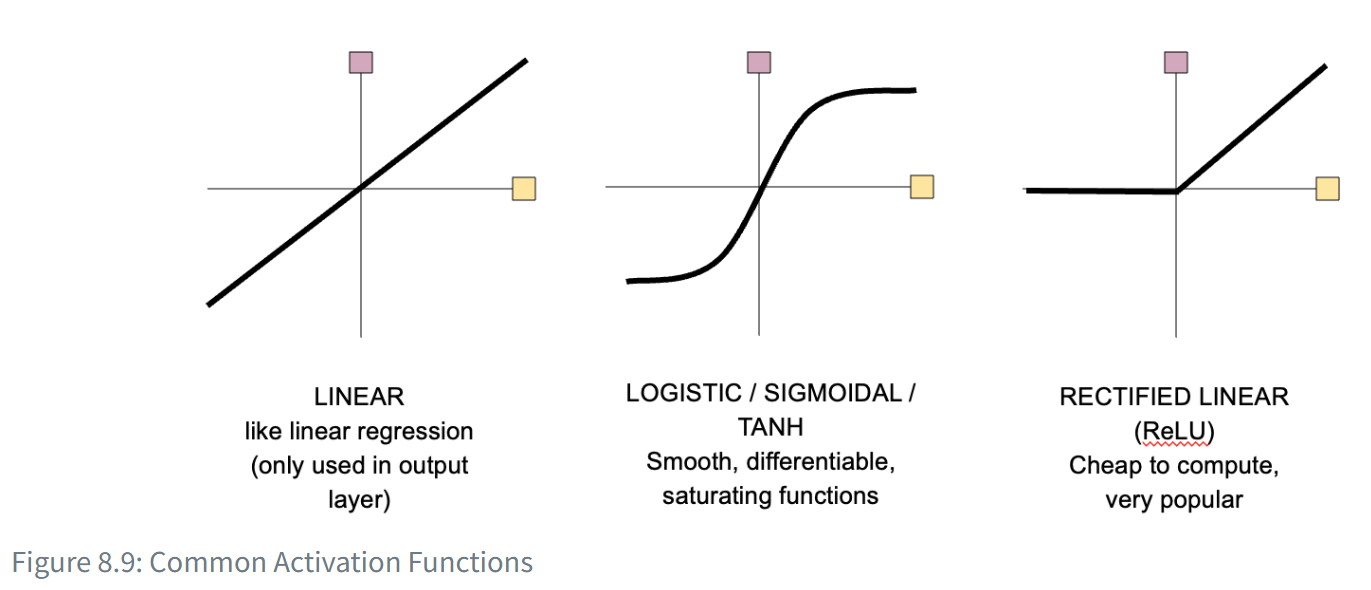 LINEAR
like linear regression
(only used in output
layer)
LOGISTIC / SIGMOIDAL /
TANH
Smooth, differentiable,
saturating functions
RECTIFIED LINEAR
(ReLU)
Cheap to compute,
very popular
Figure 8.9: Common Activation Functions